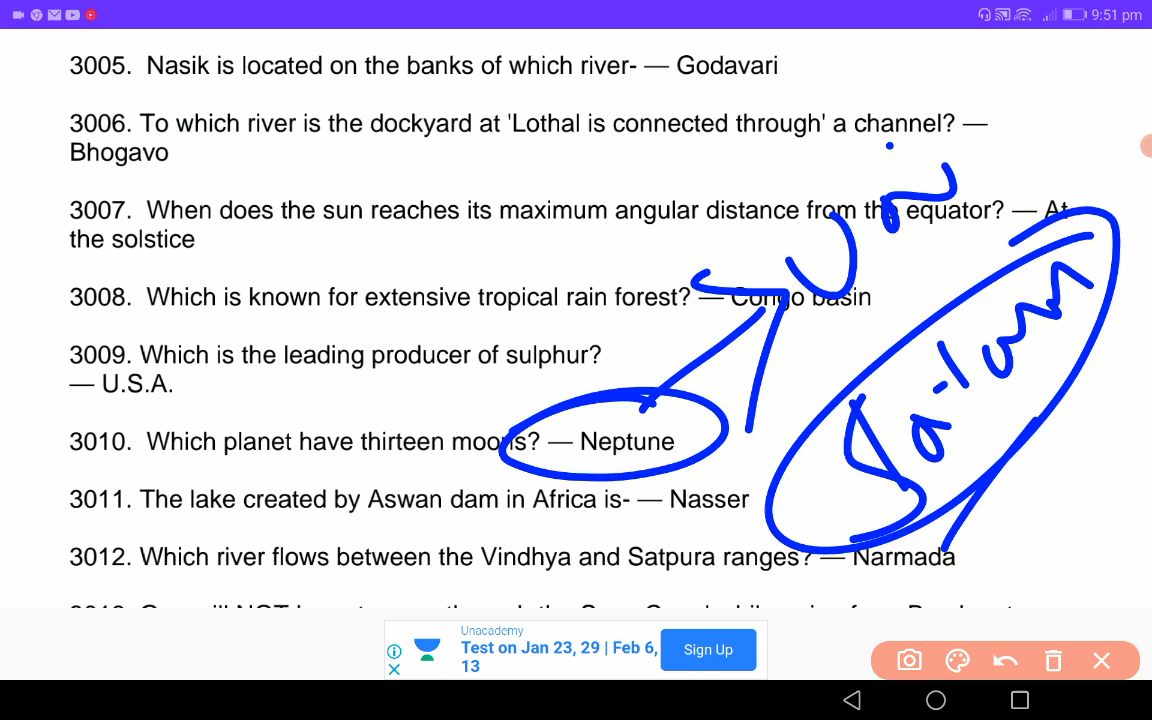 9:51 pm
3005. Nasik is located on the banks of which river- — Godavari
3006. To which river is the dockyard at 'Lothal is connected through' a channel? —
Bhogavo
3007. When does the sun reaches its maximum angular distance from the equator? — At
the solstice
3008. Which is known for extensive tropical rain forest? — Congo basin
3009. Which is the leading producer of sulphur?
— U.S.A.
3010. Which planet have thirteen moons? — Neptune
3011. The lake created by Aswan dam in Africa is- — Nasser
3012. Which river flows between the Vindhya and Satpura ranges? — Narmada
Unacademy
Test on Jan 23, 29 | Feb 6,
13
Sign Up